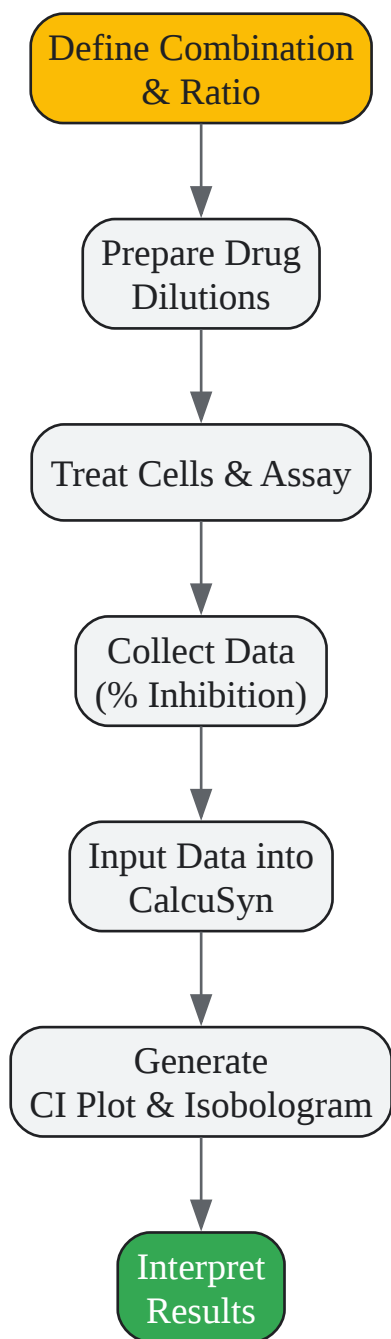 Define Combination
& Ratio
Prepare Drug
Dilutions
Treat Cells & Assay
Collect Data
(% Inhibition)
Input Data into
CalcuSyn
Generate
CI Plot & Isobologram
Interpret
Results